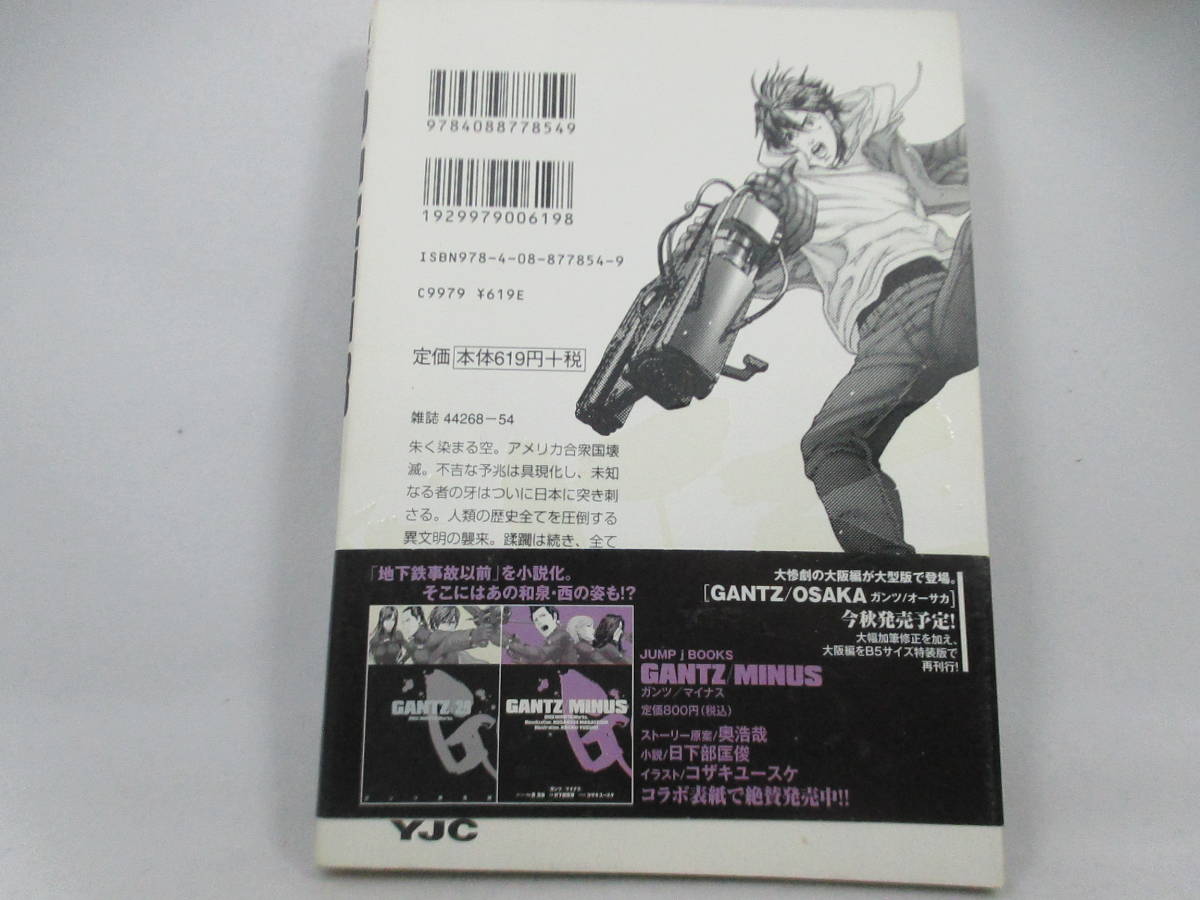 9784088778549
1929979006198
ISBN978-4-08-877854-9
C9979 ¥619E
定価 本体619円+税
雑誌 44268-54
朱く染まる空。アメリカ合衆国壊
滅。不吉な予兆は具現化し、未知
なる者の牙はついに日本に突き刺
さる。人類の歴史全てを圧倒する
異文明の襲来。蹂躙は続き、全て
「地下鉄事故以前」を小説化。
そこにはあの和泉・西の姿も!?
GANTZ/29
GANTZ/MINUS
ガンツ/マイナス
大惨劇の大阪編が大型版で登場。
[GANTZ/OSAKA ガンツ/オーサカ]
今秋発売予定!
大幅加筆修正を加え、
大阪編をB5サイズ特装版で
再刊行!
JUMP j BOOKS
GANTZ/MINUS
ガンツ/マイナス
定価800円(税込)
ストーリー原案/奥浩哉
小説/日下部匡俊
イラスト/コザキユースケ
コラボ表紙で絶賛発売中!!
YJC